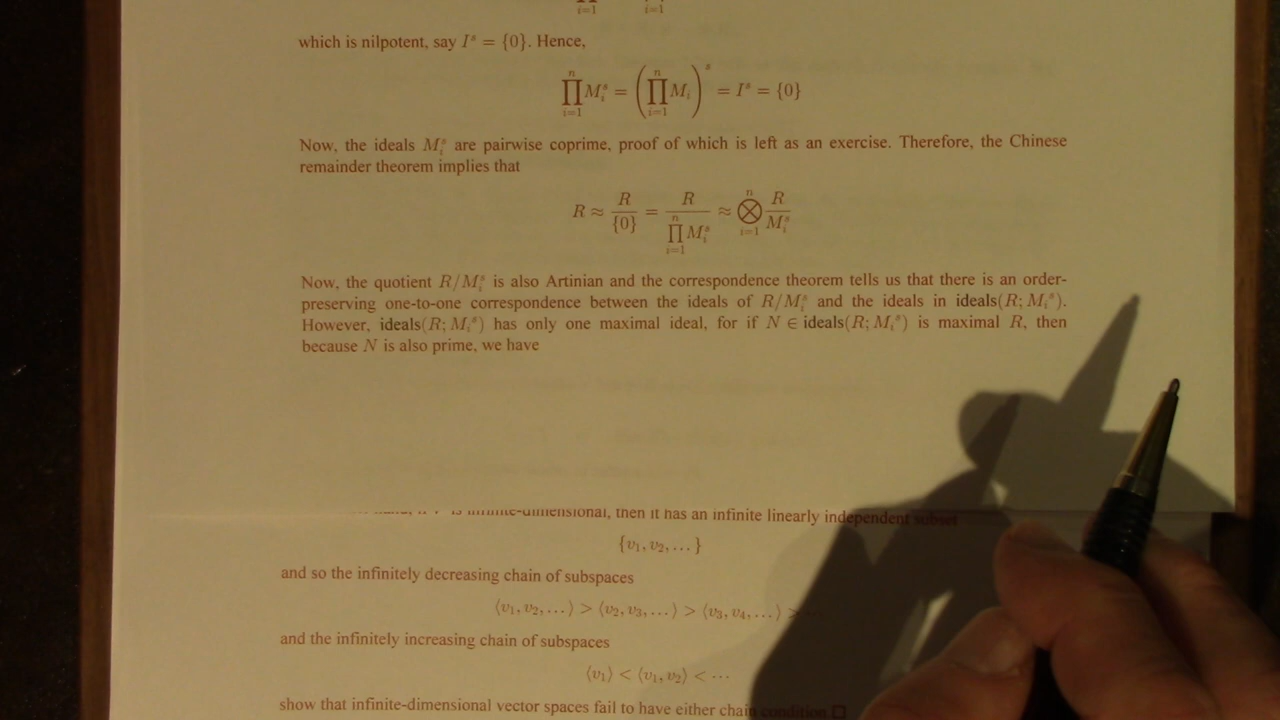 i=1 i=1
which is nilpotent, say I^s = {0}. Hence,
∏_{i=1}^{n} M_i^s = (∏_{i=1}^{n} M_i)^s = I^s = {0}
Now, the ideals M_i^s are pairwise coprime, proof of which is left as an exercise. Therefore, the Chinese
remainder theorem implies that
R ≈ R/{0} = R/∏_{i=1}^{n} M_i^s ≈ ⨂_{i=1}^{n} R/M_i^s
Now, the quotient R/M_i^s is also Artinian and the correspondence theorem tells us that there is an order-
preserving one-to-one correspondence between the ideals of R/M_i^s and the ideals in ideals(R; M_i^s).
However, ideals(R; M_i^s) has only one maximal ideal, for if N ∈ ideals(R; M_i^s) is maximal R, then
because N is also prime, we have
is infinite-dimensional, then it has an infinite linearly independent subset
{v_1, v_2, … }
and so the infinitely decreasing chain of subspaces
⟨v_1, v_2, … ⟩ > ⟨v_2, v_3, … ⟩ > ⟨v_3, v_4, … ⟩ > ⋯
and the infinitely increasing chain of subspaces
⟨v_1⟩ < ⟨v_1, v_2⟩ < ⋯
show that infinite-dimensional vector spaces fail to have either chain condition.□